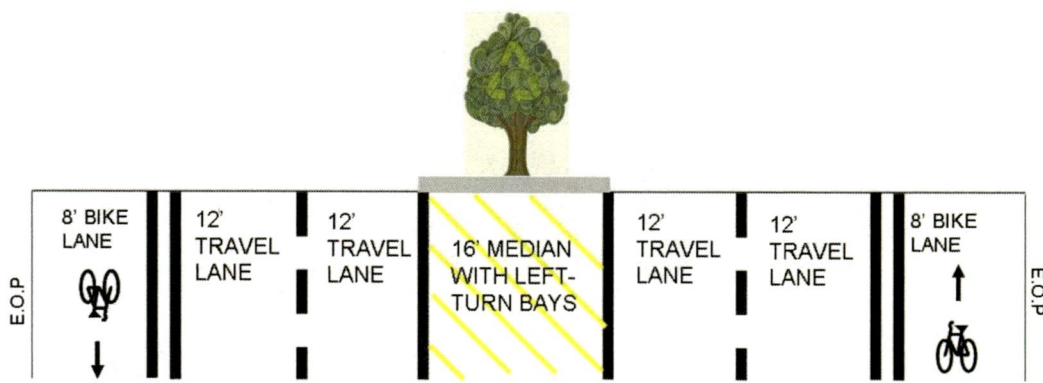 8' BIKE
LANE
12'
TRAVEL
LANE
12'
TRAVEL
LANE
16' MEDIAN
WITH LEFT-
TURN BAYS
12'
TRAVEL
LANE
12'
TRAVEL
LANE
8' BIKE
LANE
E.O.P
E.O.P